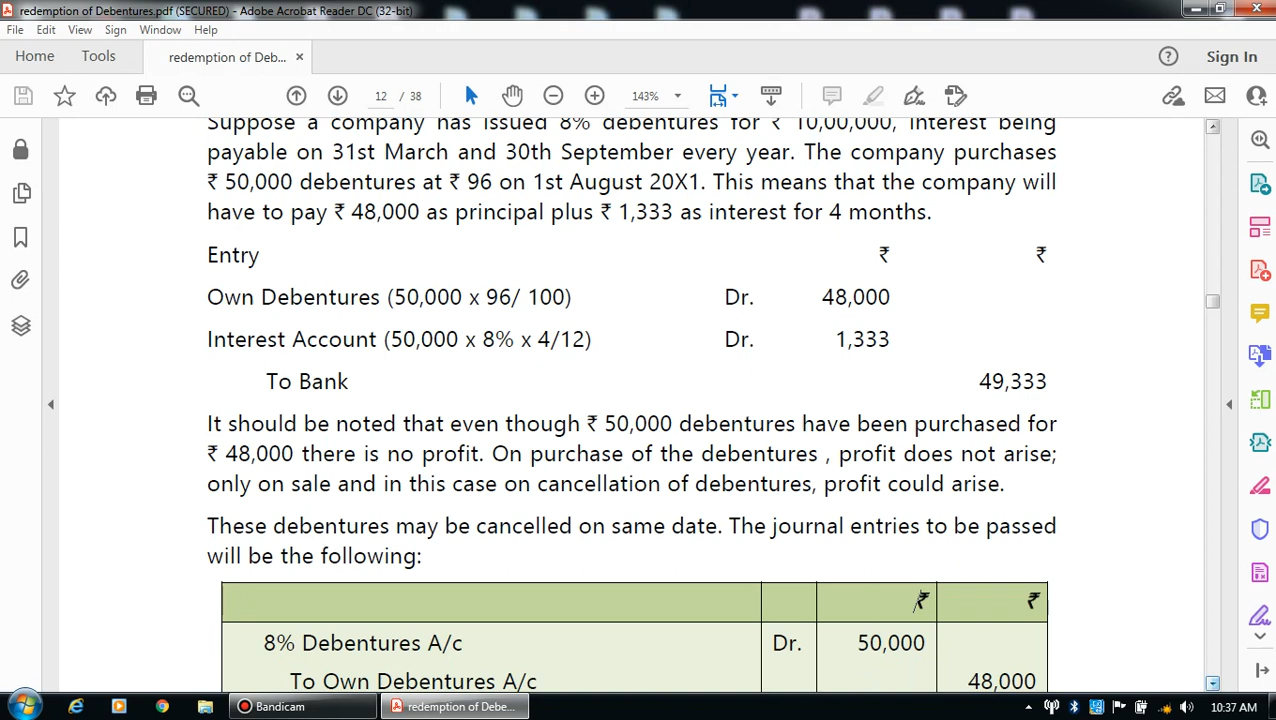 redemption of Debentures.pdf (SECURED) - Adobe Acrobat Reader DC (32-bit)
File Edit View Sign Window Help
Home Tools redemption of Deb... × Sign In
12 / 38 143%
Suppose a company has issued 8% debentures for ₹ 10,00,000, interest being
payable on 31st March and 30th September every year. The company purchases
₹ 50,000 debentures at ₹ 96 on 1st August 20X1. This means that the company will
have to pay ₹ 48,000 as principal plus ₹ 1,333 as interest for 4 months.
Entry ₹ ₹
Own Debentures (50,000 x 96/ 100) Dr. 48,000
Interest Account (50,000 x 8% x 4/12) Dr. 1,333
To Bank 49,333
It should be noted that even though ₹ 50,000 debentures have been purchased for
₹ 48,000 there is no profit. On purchase of the debentures , profit does not arise;
only on sale and in this case on cancellation of debentures, profit could arise.
These debentures may be cancelled on same date. The journal entries to be passed
will be the following:
₹ ₹
8% Debentures A/c Dr. 50,000
To Own Debentures A/c 48,000
Bandicam redemption of Debe... 10:37 AM